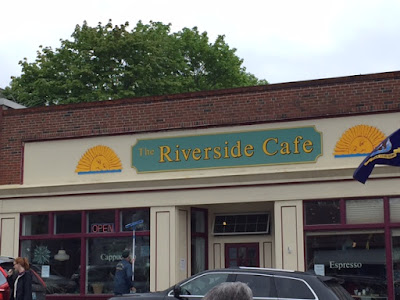 The Riverside Cafe
OPEN
Espresso